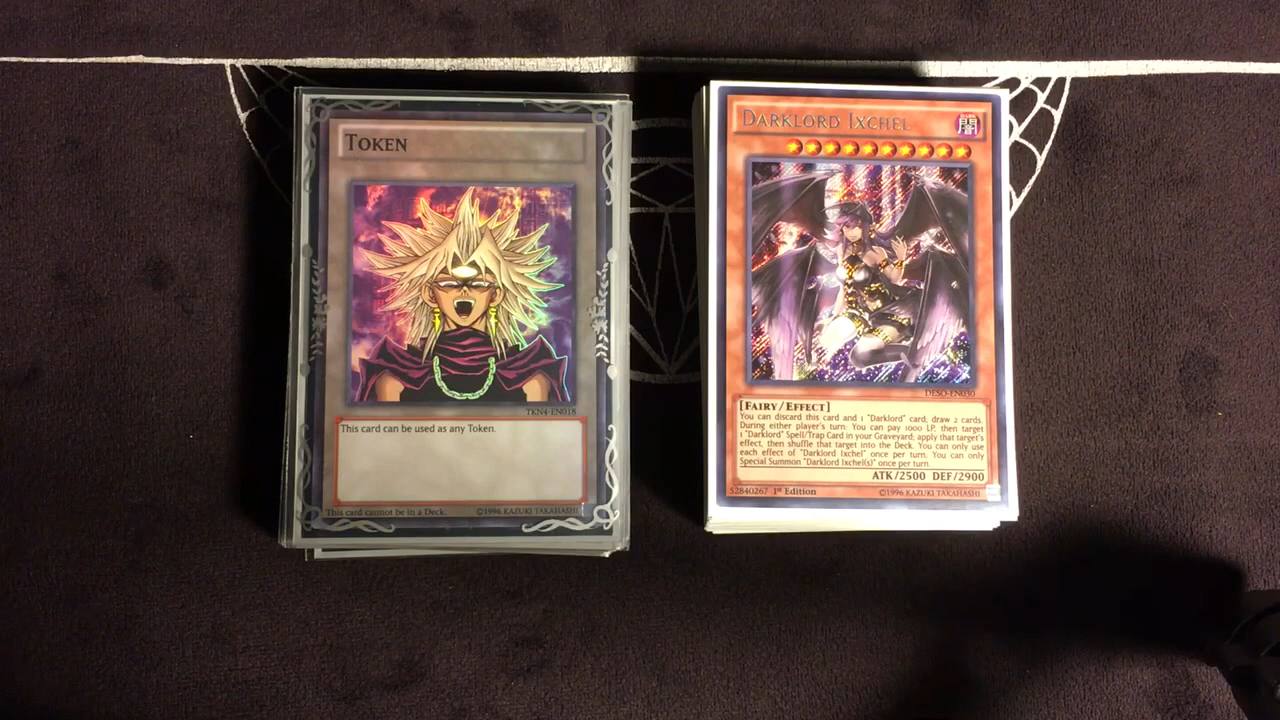 Token
TKN4-EN018
This card can be used as any Token.
This card cannot be in a Deck.
©1996 KAZUKI TAKAHASHI
Darklord Ixchel
闇
DESO-EN030
[Fairy/Effect]
You can discard this card and 1 "Darklord" card; draw 2 cards.
During either player's turn: You can pay 1000 LP, then target
1 "Darklord" Spell/Trap Card in your Graveyard; apply that target's
effect, then shuffle that target into the Deck. You can only use
each effect of "Darklord Ixchel" once per turn. You can only
Special Summon "Darklord Ixchel(s)" once per turn.
ATK/2500 DEF/2900
52840267 1st Edition
©1996 KAZUKI TAKAHASHI